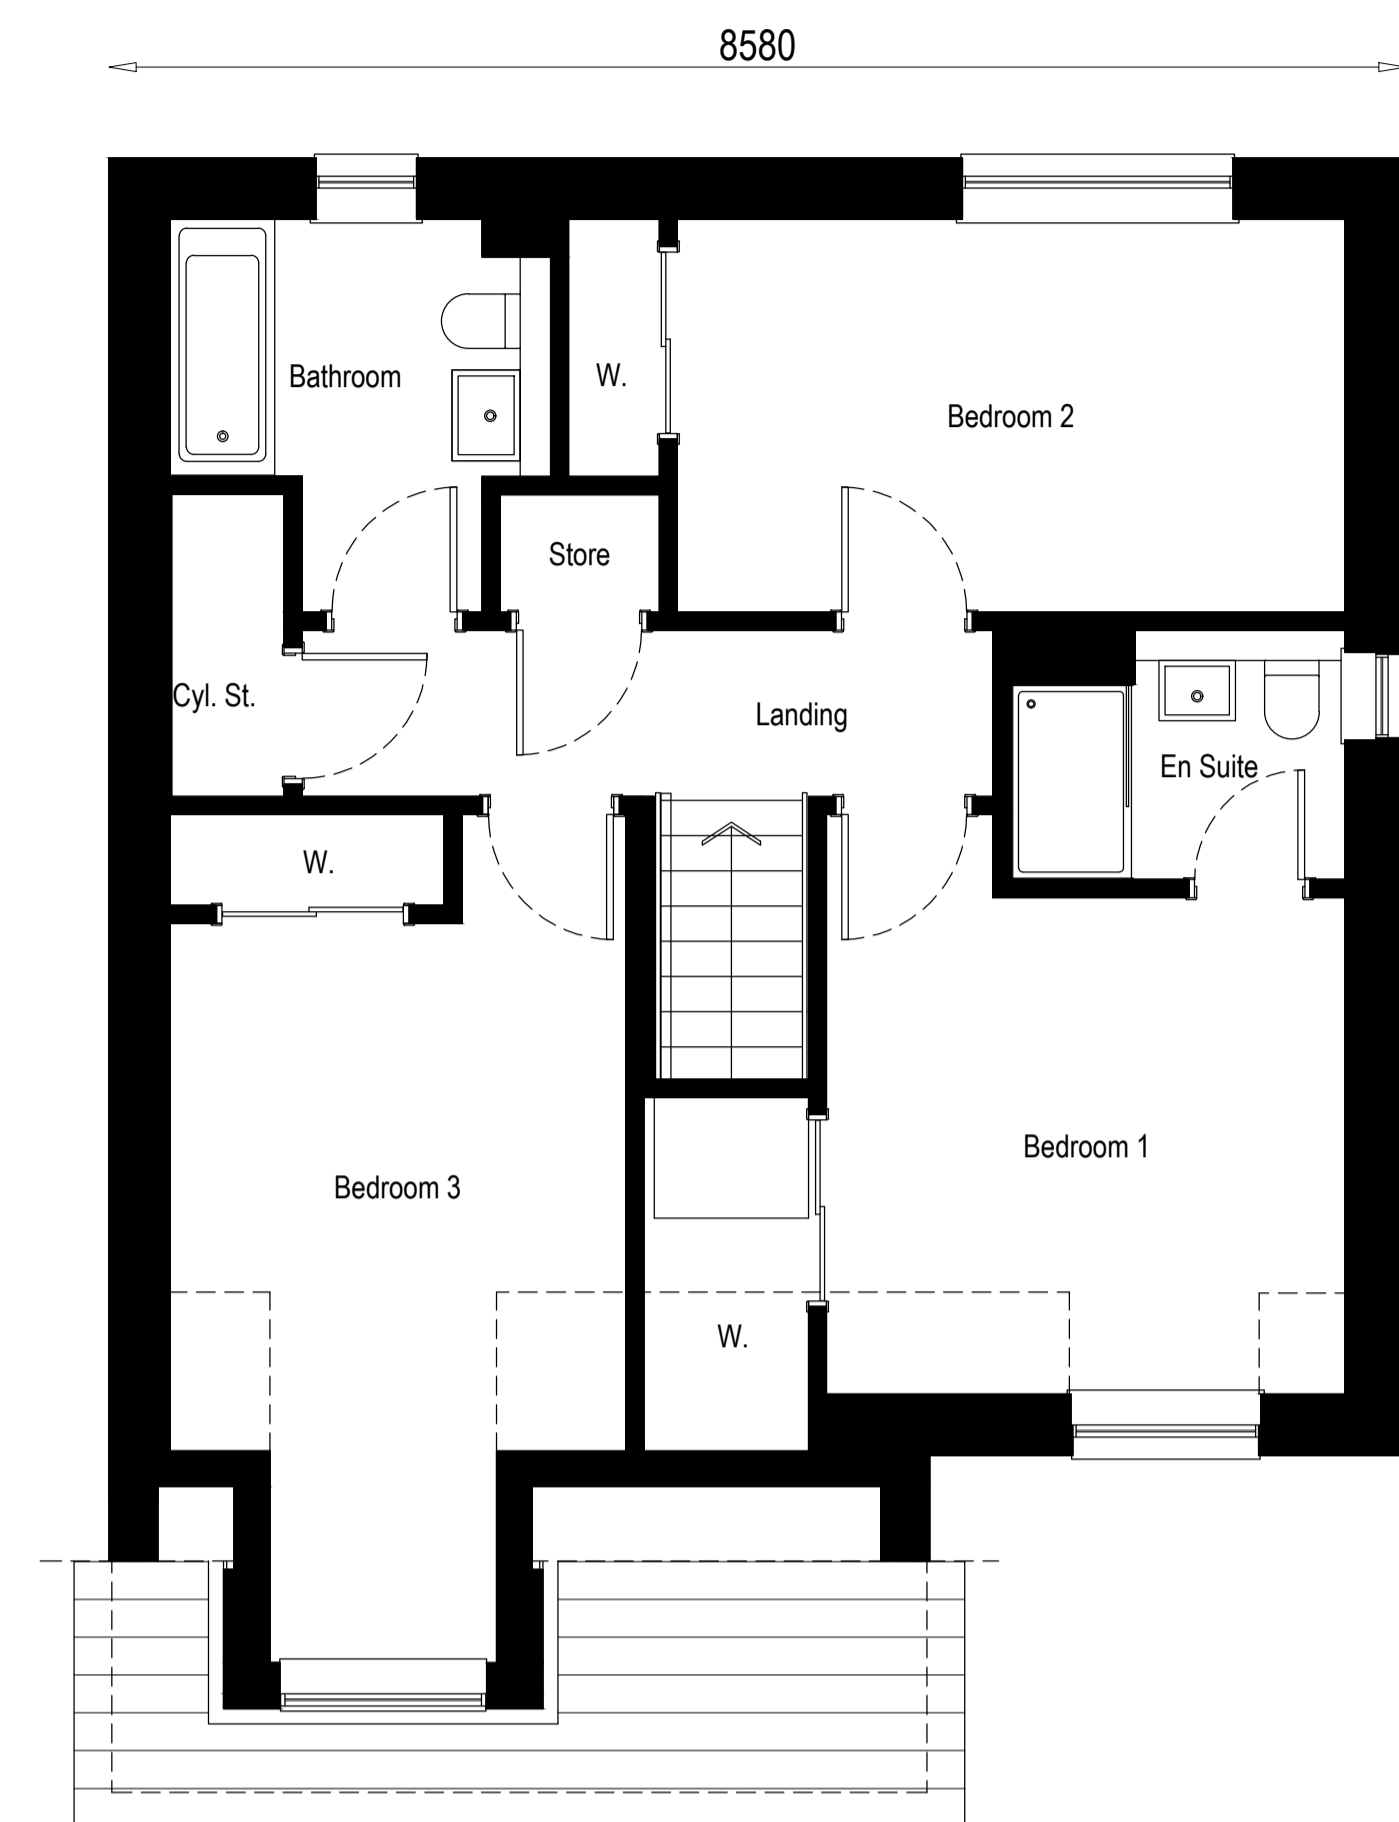 8580
Bathroom
W.
Bedroom 2
Store
Cyl. St.
Landing
En Suite
W.
Bedroom 1
Bedroom 3
W.